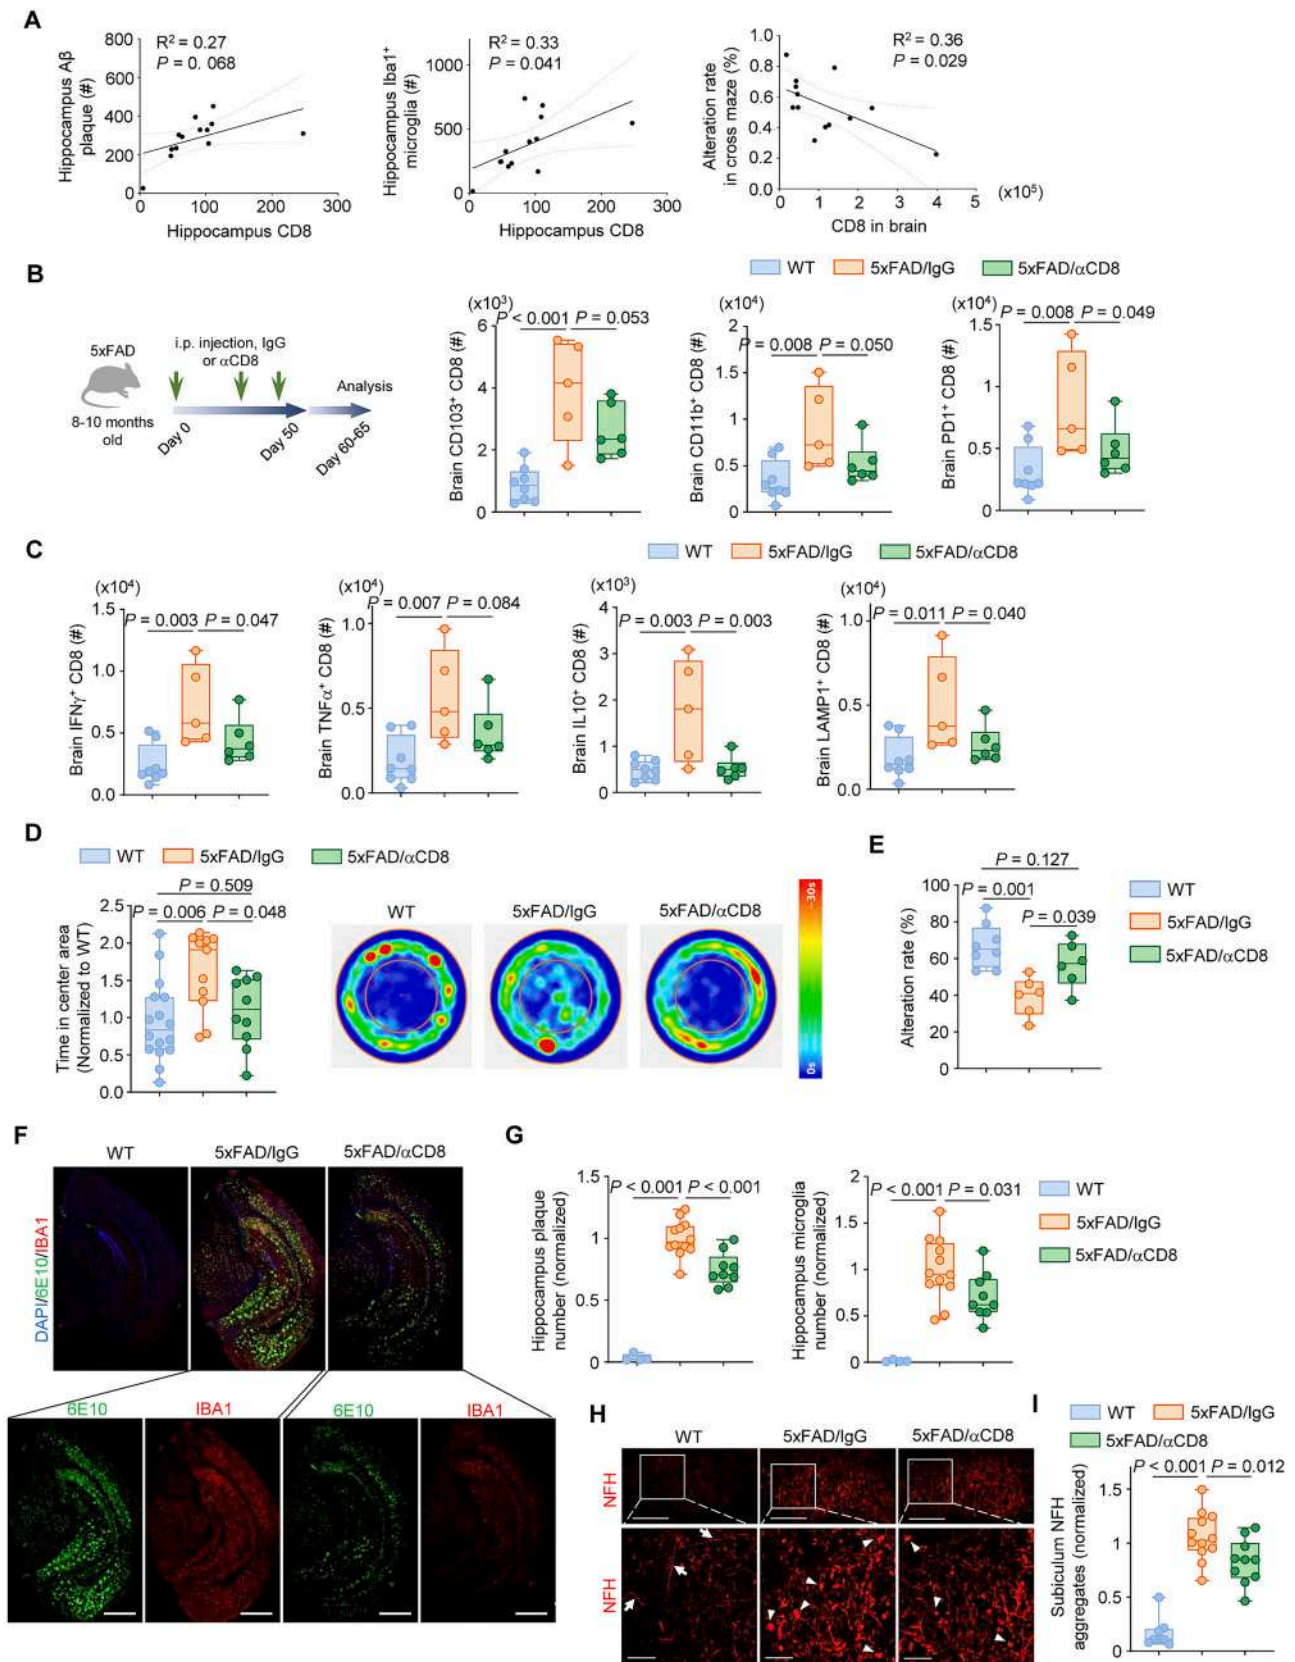 A
R² = 0.27
P = 0. 068
Hippocampus Aβ
plaque (#)
800
600
400
200
0
0 100 200 300
Hippocampus CD8
R² = 0.33
P = 0.041
Hippocampus Iba1⁺
microglia (#)
1000
500
0
0 100 200 300
Hippocampus CD8
R² = 0.36
P = 0.029
Alteration rate
in cross maze (%)
1.0
0.8
0.6
0.4
0.2
0.0
0 1 2 3 4 5
(x10⁵)
CD8 in brain
B
WT 5xFAD/IgG 5xFAD/αCD8
5xFAD
i.p. injection, IgG
or αCD8
Analysis
8-10 months
old
Day 0
Day 50
Day 60-65
(x10³)
P < 0.001 P = 0.053
Brain CD103⁺ CD8 (#)
6
4
2
0
(x10⁴)
P = 0.008 P = 0.050
Brain CD11b⁺ CD8 (#)
2
1.5
1
0.5
0
(x10⁴)
P = 0.008 P = 0.049
Brain PD1⁺ CD8 (#)
1.5
1
0.5
0
C
WT 5xFAD/IgG 5xFAD/αCD8
(x10⁴)
P = 0.003 P = 0.047
Brain IFNγ⁺ CD8 (#)
1.5
1.0
0.5
0.0
(x10⁴)
P = 0.007 P = 0.084
Brain TNFα⁺ CD8 (#)
1.0
0.5
0.0
(x10³)
P = 0.003 P = 0.003
Brain IL10⁺ CD8 (#)
4
3
2
1
0
(x10⁴)
P = 0.011 P = 0.040
Brain LAMP1⁺ CD8 (#)
1.0
0.5
0.0
D
WT 5xFAD/IgG 5xFAD/αCD8
P = 0.509
P = 0.006 P = 0.048
Time in center area
(Normalized to WT)
2.5
2.0
1.5
1.0
0.5
0.0
WT 5xFAD/IgG 5xFAD/αCD8
~30s
0s
E
P = 0.127
P = 0.001
P = 0.039
Alteration rate (%)
100
80
60
40
20
0
WT
5xFAD/IgG
5xFAD/αCD8
F
WT 5xFAD/IgG 5xFAD/αCD8
DAPI/6E10/IBA1
6E10 IBA1 6E10 IBA1
G
P < 0.001 P < 0.001
Hippocampus plaque
number (normalized)
1.5
1
0.5
0
P < 0.001 P = 0.031
Hippocampus microglia
number (normalized)
2
1.5
1
0.5
0
WT
5xFAD/IgG
5xFAD/αCD8
H
WT 5xFAD/IgG 5xFAD/αCD8
NFH
NFH
I
WT 5xFAD/IgG
5xFAD/αCD8
P < 0.001 P = 0.012
Subiculum NFH
aggregates (normalized)
1.5
1
0.5
0